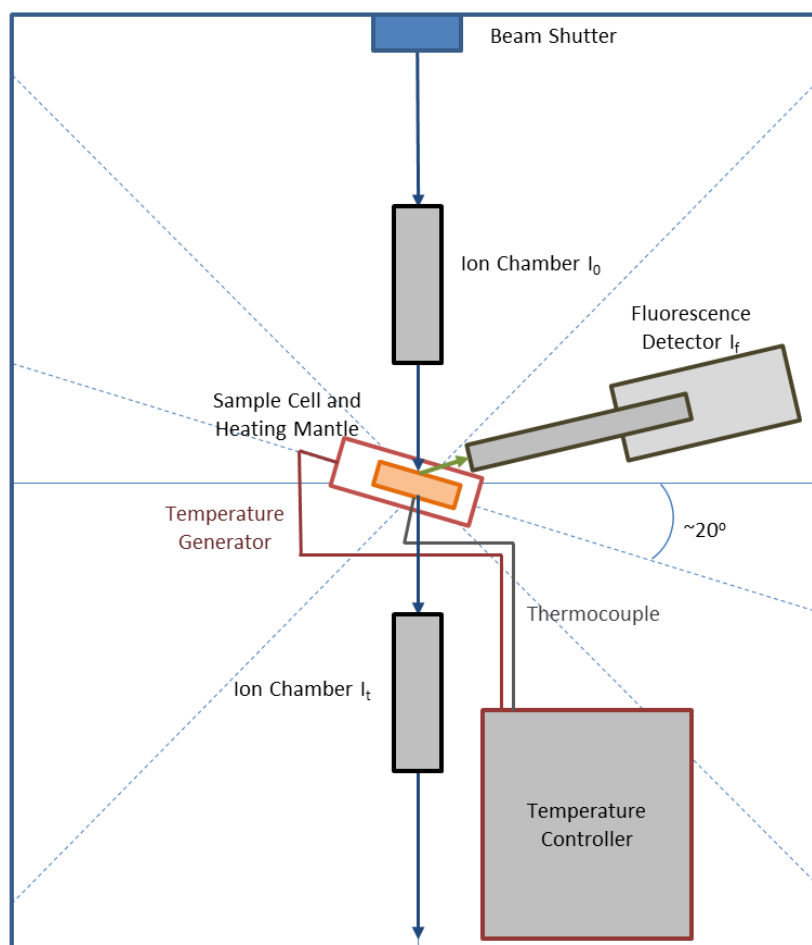 Beam Shutter
Ion Chamber I₀
Fluorescence
Detector I_f
Sample Cell and
Heating Mantle
Temperature
Generator
~20º
Thermocouple
Ion Chamber Iₜ
Temperature
Controller